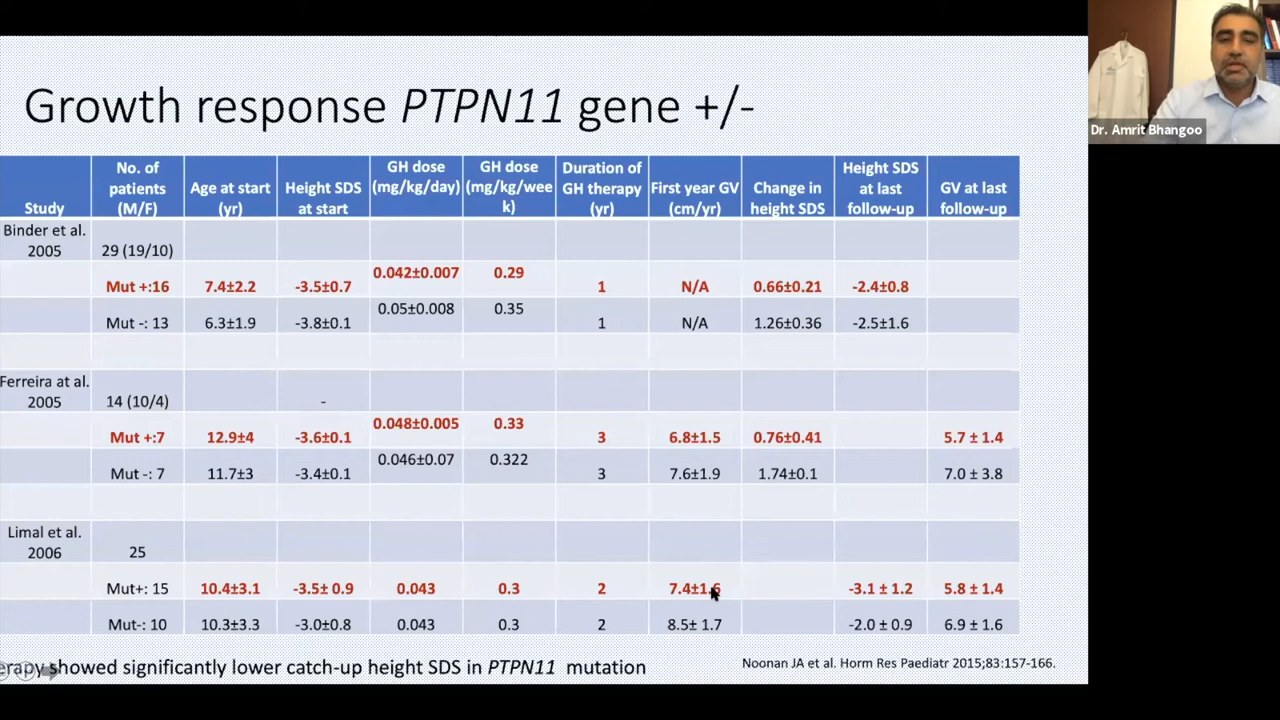 Growth response PTPN11 gene +/-
Dr. Amrit Bhangoo
Study No. of patients (M/F) Age at start (yr) Height SDS at start GH dose (mg/kg/day) GH dose (mg/kg/wee k) Duration of GH therapy (yr) First year GV (cm/yr) Change in height SDS Height SDS at last follow-up GV at last follow-up
Binder et al. 2005 29 (19/10)
Mut +:16 7.4±2.2 -3.5±0.7 0.042±0.007 0.29 1 N/A 0.66±0.21 -2.4±0.8
Mut -: 13 6.3±1.9 -3.8±0.1 0.05±0.008 0.35 1 N/A 1.26±0.36 -2.5±1.6
Ferreira at al. 2005 14 (10/4) -
Mut +:7 12.9±4 -3.6±0.1 0.048±0.005 0.33 3 6.8±1.5 0.76±0.41 5.7 ± 1.4
Mut -: 7 11.7±3 -3.4±0.1 0.046±0.07 0.322 3 7.6±1.9 1.74±0.1 7.0 ± 3.8
Limal et al. 2006 25
Mut+: 15 10.4±3.1 -3.5± 0.9 0.043 0.3 2 -3.1 ± 1.2 5.8 ± 1.4
Mut-: 10 10.3±3.3 -3.0±0.8 0.043 0.3 2 8.5± 1.7 -2.0 ± 0.9 6.9 ± 1.6
showed significantly lower catch-up height SDS in PTPN11 mutation
Noonan JA et al. Horm Res Paediatr 2015;83:157-166.